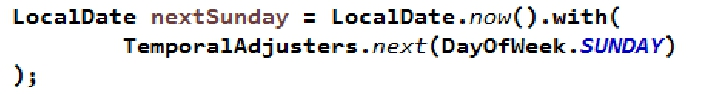 LocalDate nextSunday = LocalDate.now().with(
TemporalAdjusters.next(DayOfWeek.SUNDAY)
);